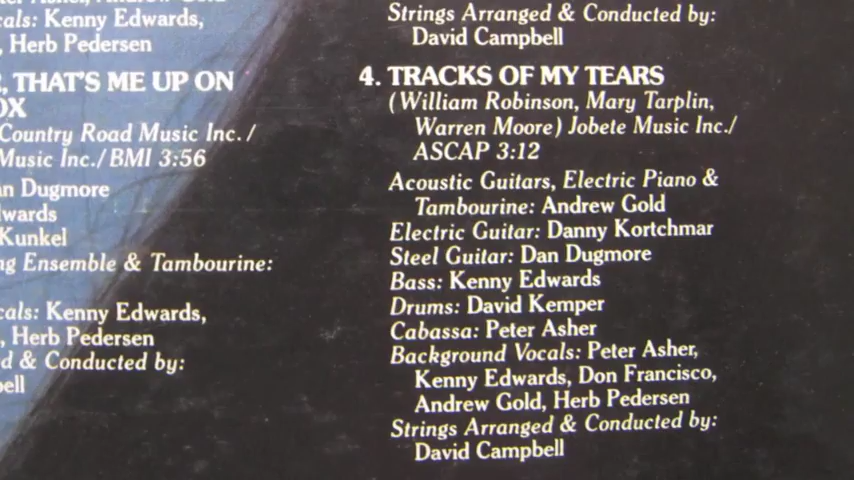 cals: Kenny Edwards,
, Herb Pedersen
, THAT'S ME UP ON
OX
Country Road Music Inc./
Music Inc./BMI 3:56
an Dugmore
dwards
Kunkel
ng Ensemble & Tambourine:
cals: Kenny Edwards,
, Herb Pedersen
d & Conducted by:
ell
Strings Arranged & Conducted by:
David Campbell
4. TRACKS OF MY TEARS
(William Robinson, Mary Tarplin,
Warren Moore) Jobete Music Inc./
ASCAP 3:12
Acoustic Guitars, Electric Piano &
Tambourine: Andrew Gold
Electric Guitar: Danny Kortchmar
Steel Guitar: Dan Dugmore
Bass: Kenny Edwards
Drums: David Kemper
Cabassa: Peter Asher
Background Vocals: Peter Asher,
Kenny Edwards, Don Francisco,
Andrew Gold, Herb Pedersen
Strings Arranged & Conducted by:
David Campbell